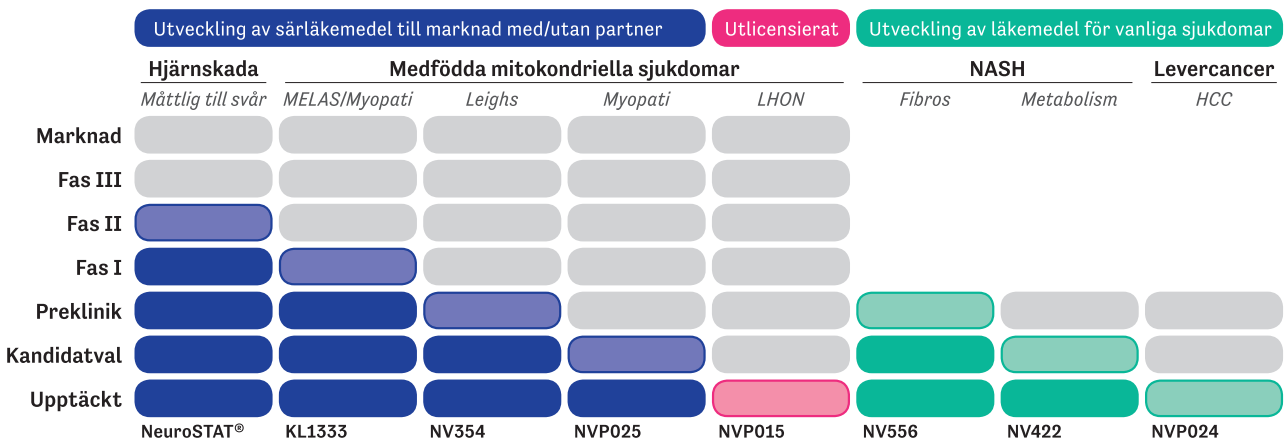 Utveckling av särläkemedel till marknad med/utan partner
Utlicensierat
Utveckling av läkemedel för vanliga sjukdomar
Hjärnskada
Medfödda mitokondriella sjukdomar
NASH
Levercancer
Måttlig till svår
MELAS/Myopati
Leighs
Myopati
LHON
Fibros
Metabolism
HCC
Marknad
Fas III
Fas II
Fas I
Preklinik
Kandidatval
Upptäckt
NeuroSTAT®
KL1333
NV354
NVP025
NVP015
NV556
NV422
NVP024